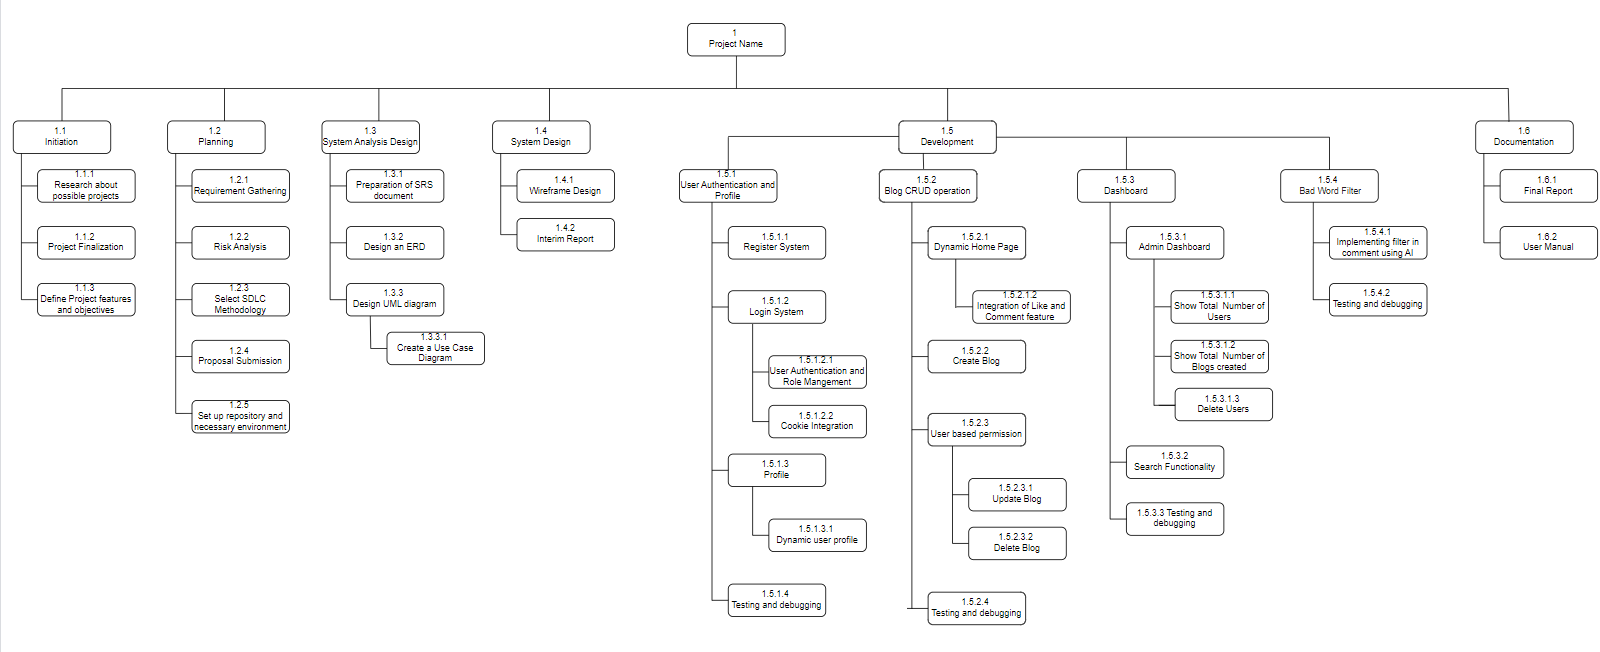 1
Project Name
1.1
Initiation
1.1.1
Research about
possible projects
1.1.2
Project Finalization
1.1.3
Define Project features
and objectives
1.2
Planning
1.2.1
Requirement Gathering
1.2.2
Risk Analysis
1.2.3
Select SDLC
Methodology
1.2.4
Proposal Submission
1.2.5
Set up repository and
necessary environment
1.3
System Analysis Design
1.3.1
Preparation of SRS
document
1.3.2
Design an ERD
1.3.3
Design UML diagram
1.3.3.1
Create a Use Case
Diagram
1.4
System Design
1.4.1
Wireframe Design
1.4.2
Interim Report
1.5
Development
1.5.1
User Authentication and
Profile
1.5.1.1
Register System
1.5.1.2
Login System
1.5.1.2.1
User Authentication and
Role Mangement
1.5.1.2.2
Cookie Integration
1.5.1.3
Profile
1.5.1.3.1
Dynamic user profile
1.5.1.4
Testing and debugging
1.5.2
Blog CRUD operation
1.5.2.1
Dynamic Home Page
1.5.2.1.2
Integration of Like and
Comment feature
1.5.2.2
Create Blog
1.5.2.3
User based permission
1.5.2.3.1
Update Blog
1.5.2.3.2
Delete Blog
1.5.2.4
Testing and debugging
1.5.3
Dashboard
1.5.3.1
Admin Dashboard
1.5.3.1.1
Show Total Number of
Users
1.5.3.1.2
Show Total Number of
Blogs created
1.5.3.1.3
Delete Users
1.5.3.2
Search Functionality
1.5.3.3 Testing and
debugging
1.5.4
Bad Word Filter
1.5.4.1
Implementing filter in
comment using AI
1.5.4.2
Testing and debugging
1.6
Documentation
1.6.1
Final Report
1.6.2
User Manual